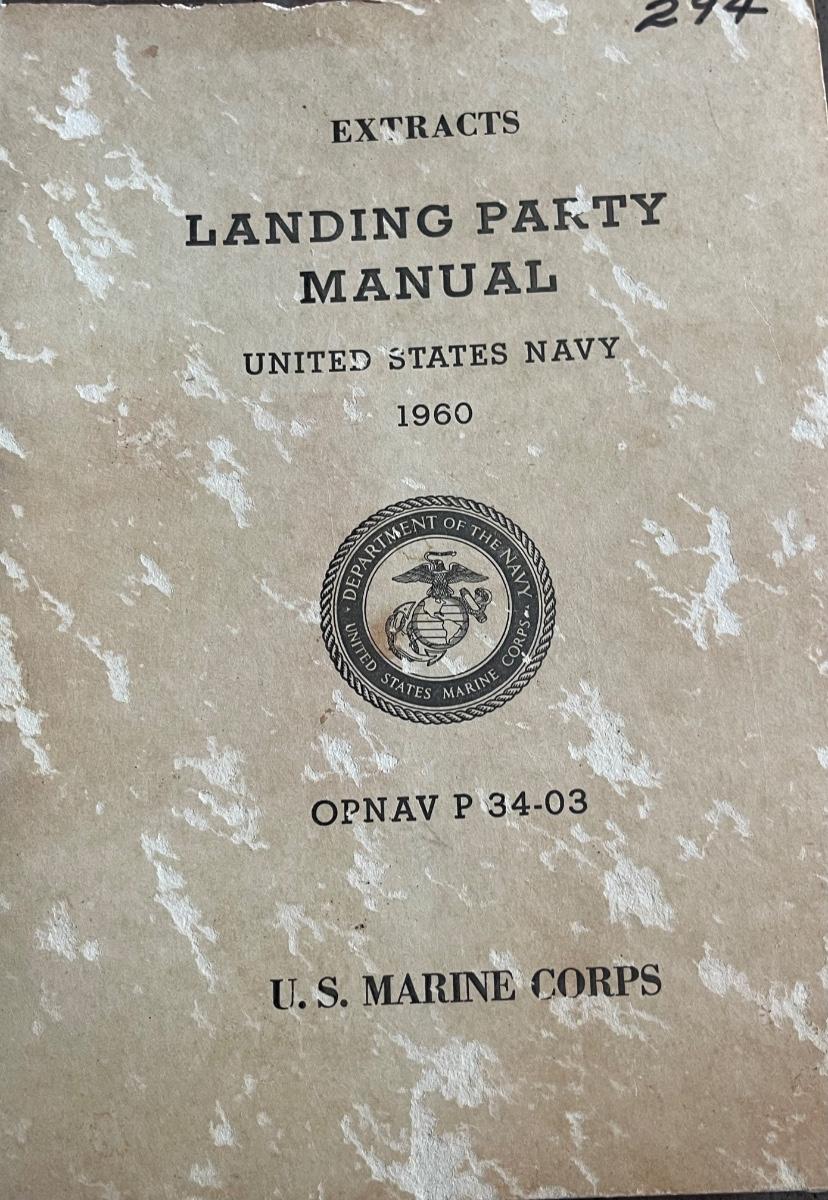 294
EXTRACTS
LANDING PARTY
MANUAL
UNITED STATES NAVY
1960
DEPARTMENT OF THE NAVY
UNITED STATES MARINE CORPS
OPNAV P 34-03
U. S. MARINE CORPS